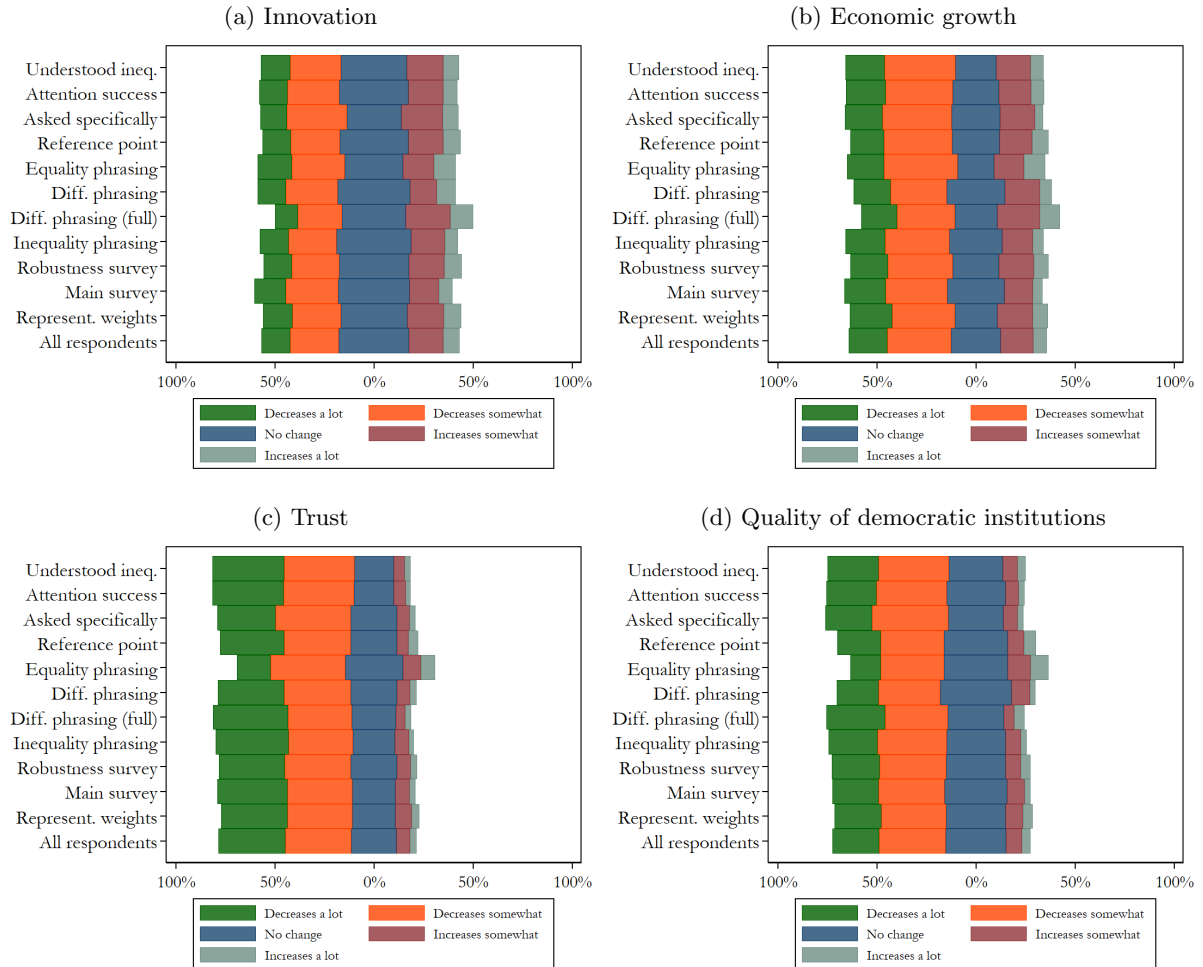 (a) Innovation
Understood ineq.
Attention success
Asked specifically
Reference point
Equality phrasing
Diff. phrasing
Diff. phrasing (full)
Inequality phrasing
Robustness survey
Main survey
Represent. weights
All respondents
100% 50% 0% 50% 100%
Decreases a lot Decreases somewhat
No change Increases somewhat
Increases a lot
(b) Economic growth
Understood ineq.
Attention success
Asked specifically
Reference point
Equality phrasing
Diff. phrasing
Diff. phrasing (full)
Inequality phrasing
Robustness survey
Main survey
Represent. weights
All respondents
100% 50% 0% 50% 100%
Decreases a lot Decreases somewhat
No change Increases somewhat
Increases a lot
(c) Trust
Understood ineq.
Attention success
Asked specifically
Reference point
Equality phrasing
Diff. phrasing
Diff. phrasing (full)
Inequality phrasing
Robustness survey
Main survey
Represent. weights
All respondents
100% 50% 0% 50% 100%
Decreases a lot Decreases somewhat
No change Increases somewhat
Increases a lot
(d) Quality of democratic institutions
Understood ineq.
Attention success
Asked specifically
Reference point
Equality phrasing
Diff. phrasing
Diff. phrasing (full)
Inequality phrasing
Robustness survey
Main survey
Represent. weights
All respondents
100% 50% 0% 50% 100%
Decreases a lot Decreases somewhat
No change Increases somewhat
Increases a lot